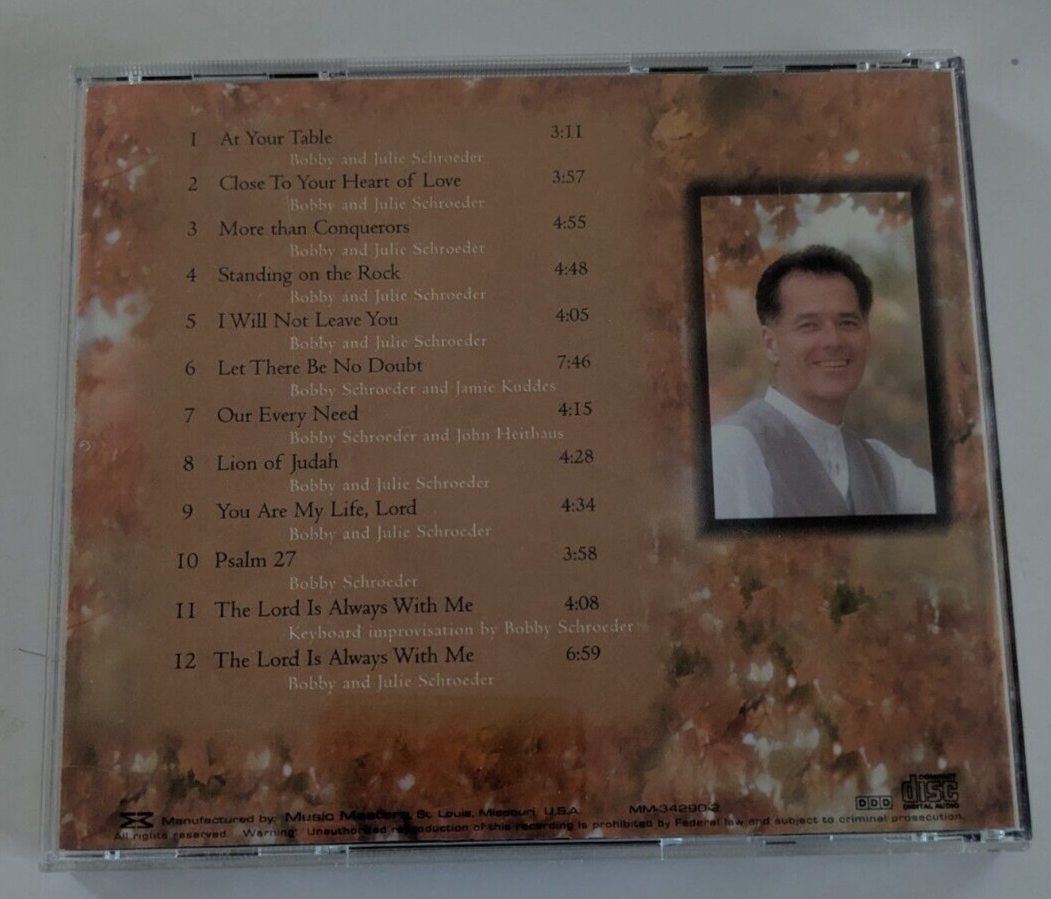 1 At Your Table 3:11
Bobby and Julie Schroeder
2 Close To Your Heart of Love 3:57
Bobby and Julie Schroeder
3 More than Conquerors 4:55
Bobby and Julie Schroeder
4 Standing on the Rock 4:48
Bobby and Julie Schroeder
5 I Will Not Leave You 4:05
Bobby and Julie Schroeder
6 Let There Be No Doubt 7:46
Bobby Schroeder and Jamie Kuddes
7 Our Every Need 4:15
Bobby Schroeder and John Heithaus
8 Lion of Judah 4:28
Bobby and Julie Schroeder
9 You Are My Life, Lord 4:34
Bobby and Julie Schroeder
10 Psalm 27 3:58
Bobby Schroeder
11 The Lord Is Always With Me 4:08
Keyboard improvisation by Bobby Schroeder
12 The Lord Is Always With Me 6:59
Bobby and Julie Schroeder
DDD COMPACT disc DIGITAL AUDIO
Manufactured by: Music Masters, St. Louis, Missouri, U.S.A. MM-34290-2
All rights reserved. Warning: Unauthorized reproduction of this recording is prohibited by Federal law and subject to criminal prosecution.